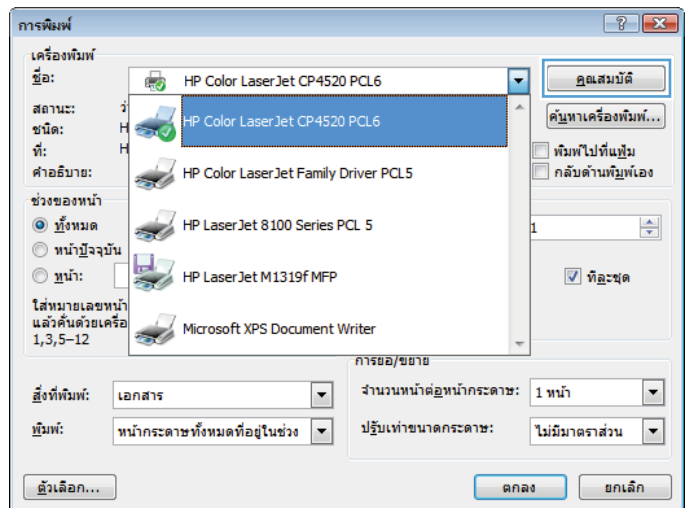 การพิมพ์
เครื่องพิมพ์
ชื่อ: HP Color LaserJet CP4520 PCL6 คุณสมบัติ
สถานะ:
HP Color LaserJet CP4520 PCL6 ค้นหาเครื่องพิมพ์...
ชนิด: H
ที่: H พิมพ์ไปที่แฟ้ม
คำอธิบาย: HP Color LaserJet Family Driver PCL5 กลับด้านพิมพ์เอง
ช่วงของหน้า
ทั้งหมด HP LaserJet 8100 Series PCL 5 1
หน้าปัจจุบัน
หน้า: HP LaserJet M1319f MFP ทีละชุด
ใส่หมายเลขหน้า
แล้วคั่นด้วยเครื่อ Microsoft XPS Document Writer
1,3,5–12
การย่อ/ขยาย
สิ่งที่พิมพ์: เอกสาร จำนวนหน้าต่อหน้ากระดาษ: 1 หน้า
พิมพ์: หน้ากระดาษทั้งหมดที่อยู่ในช่วง ปรับเท่าขนาดกระดาษ: ไม่มีมาตราส่วน
ตัวเลือก... ตกลง ยกเลิก